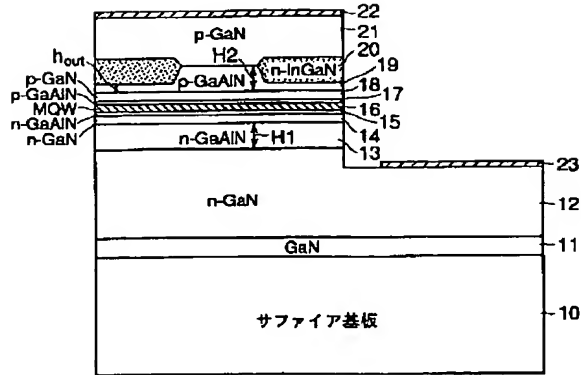 22
p-GaN
21
H2
20
hout
n-InGaN
19
p-GaAlN
18
p-GaN
17
p-GaAlN
16
MQW
15
n-GaAlN
14
n-GaN
n-GaAlN
H1
13
23
n-GaN
12
GaN
11
サファイア基板
10